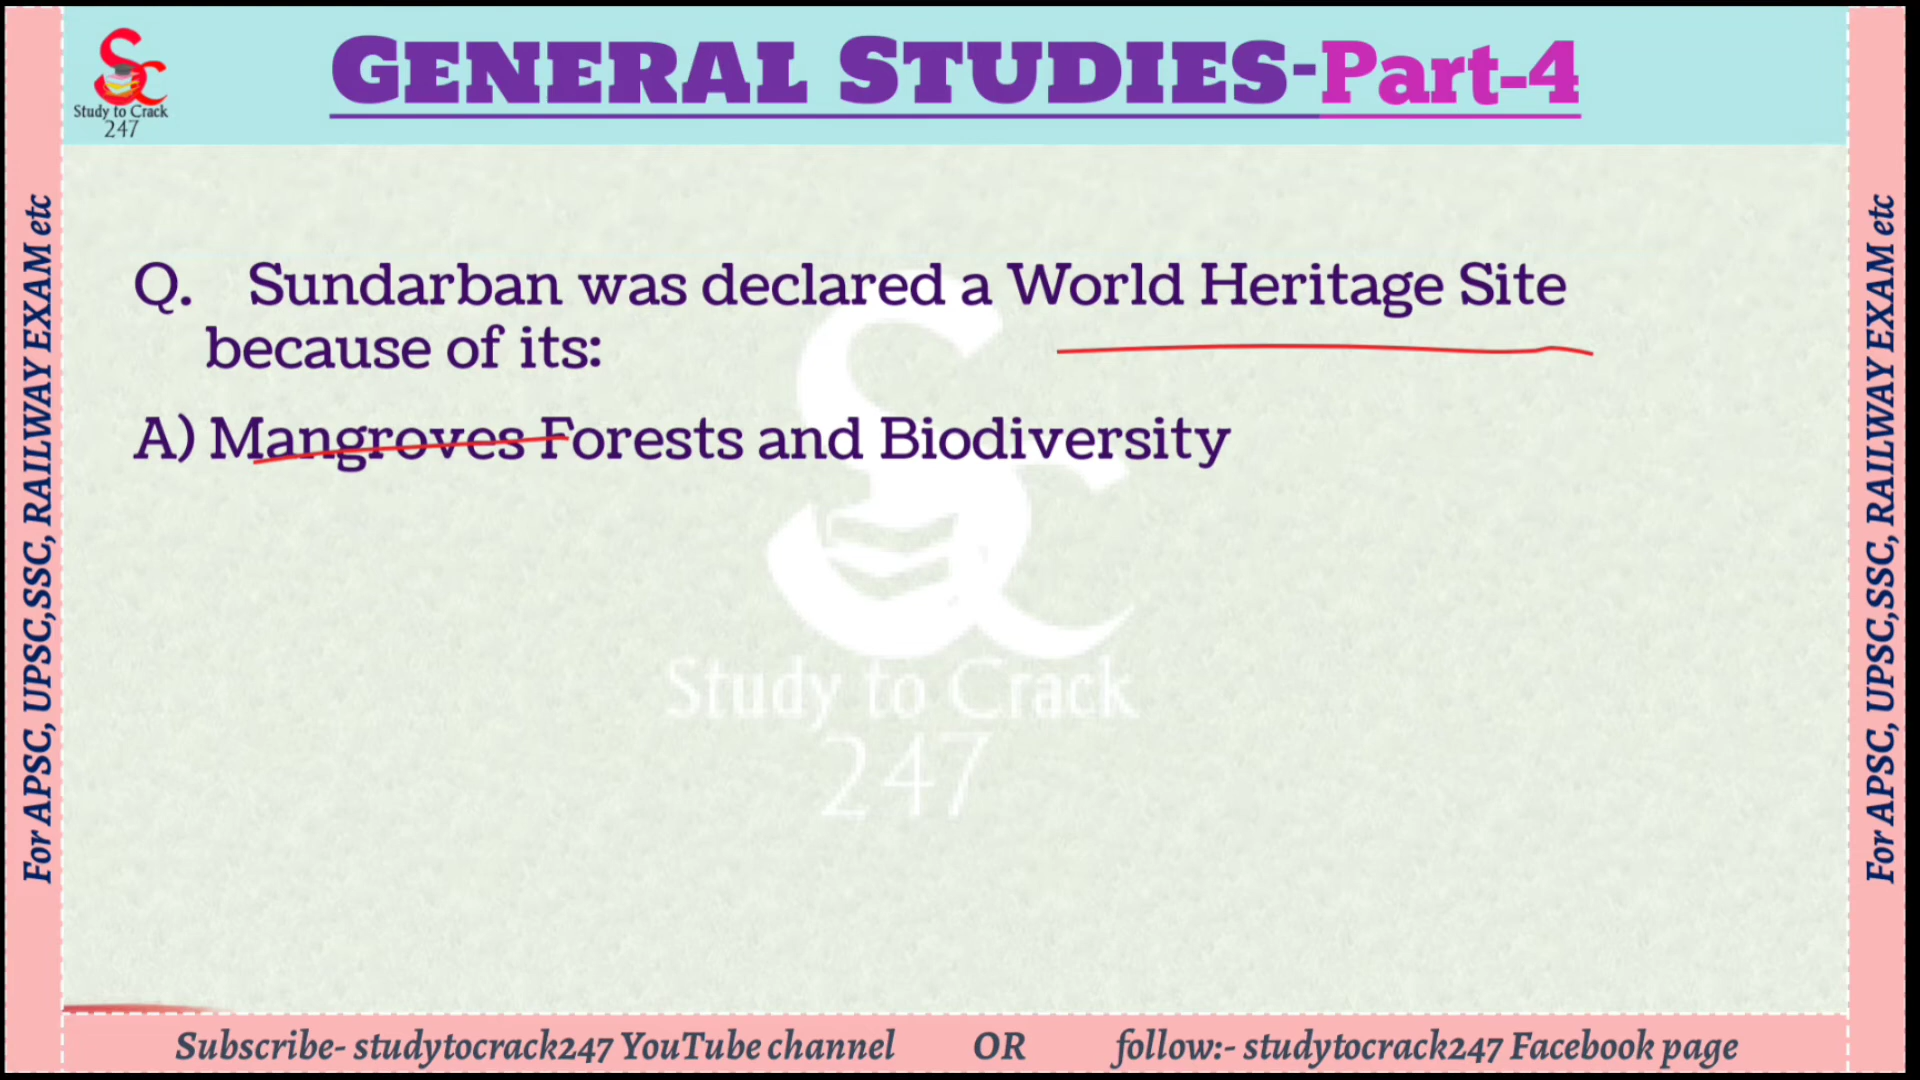 GENERAL STUDIES-Part-4
Study to Crack
247
For APSC, UPSC,SSC, RAILWAY EXAM etc
Q. Sundarban was declared a World Heritage Site
because of its:
A) Mangroves Forests and Biodiversity
Study to Crack
247
For APSC, UPSC,SSC, RAILWAY EXAM etc
Subscribe- studytocrack247 YouTube channel OR follow:- studytocrack247 Facebook page